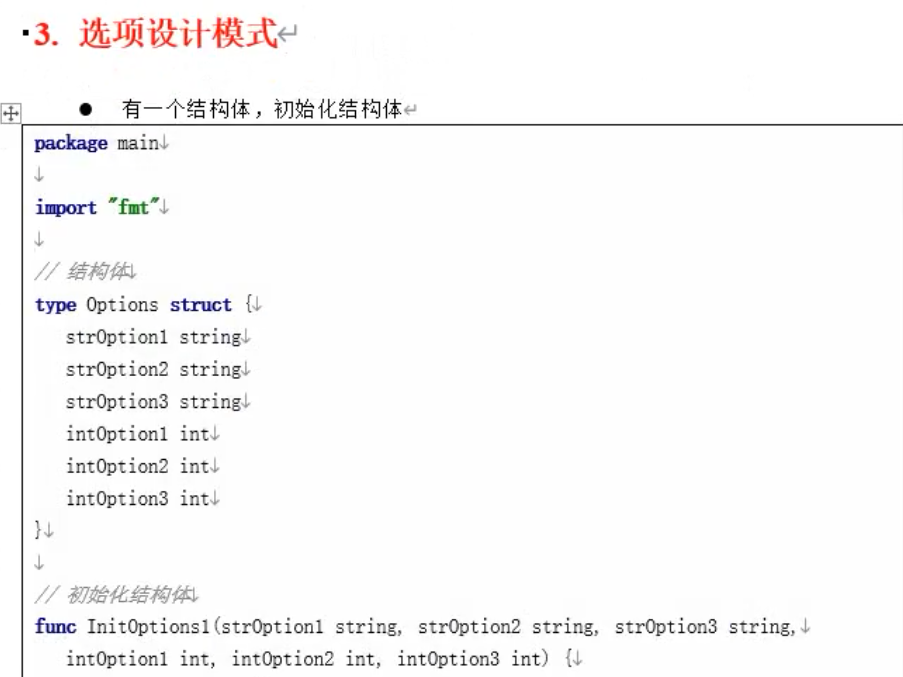 3. 选项设计模式
● 有一个结构体，初始化结构体
package main

import "fmt"

// 结构体
type Options struct {
   strOption1 string
   strOption2 string
   strOption3 string
   intOption1 int
   intOption2 int
   intOption3 int
}

// 初始化结构体
func InitOptions1(strOption1 string, strOption2 string, strOption3 string,
   intOption1 int, intOption2 int, intOption3 int) {